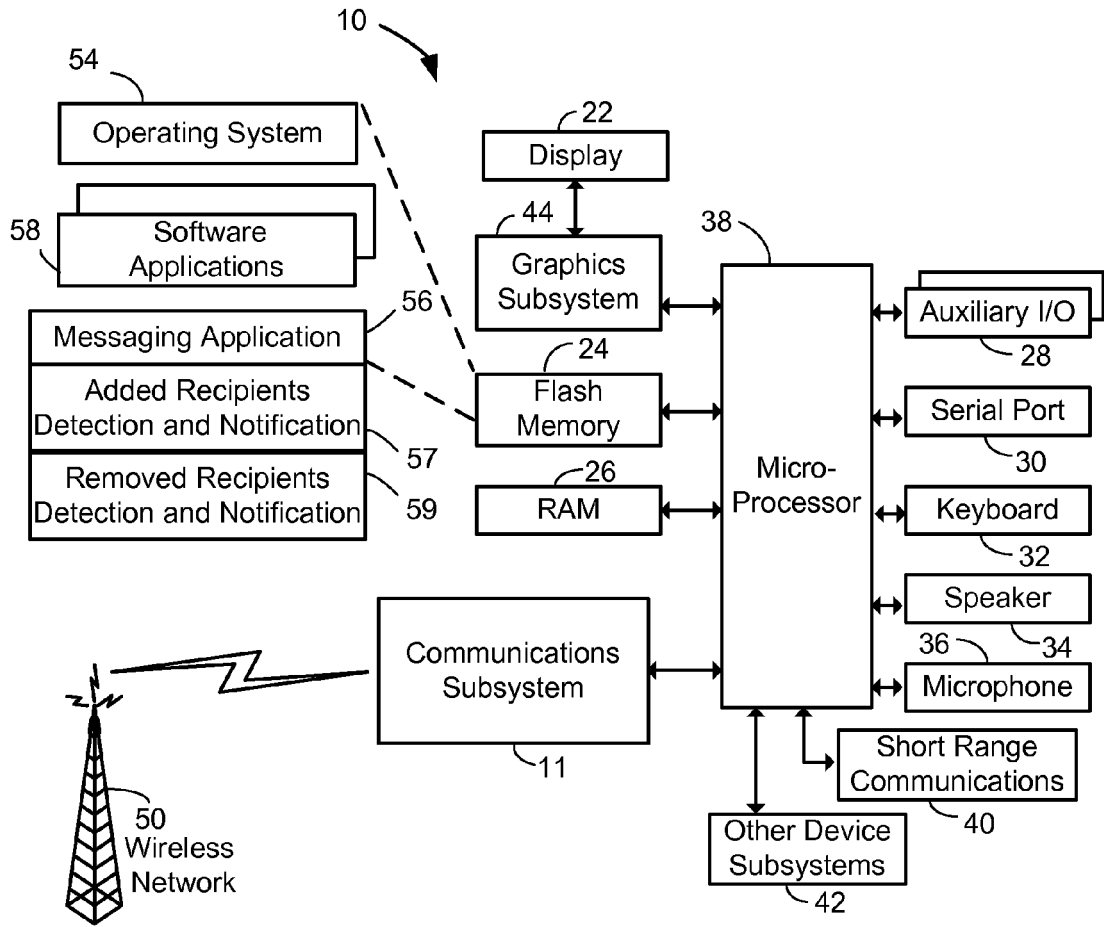 10
54
Operating System
22
Display
58
Software
Applications
44
Graphics
Subsystem
38
Micro-
Processor
Auxiliary I/O
28
56
Messaging Application
24
Flash
Memory
Added Recipients
Detection and Notification
57
Serial Port
30
Removed Recipients
Detection and Notification
59
26
RAM
Keyboard
32
Speaker
34
Communications
Subsystem
11
36
Microphone
Short Range
Communications
40
50
Wireless
Network
Other Device
Subsystems
42